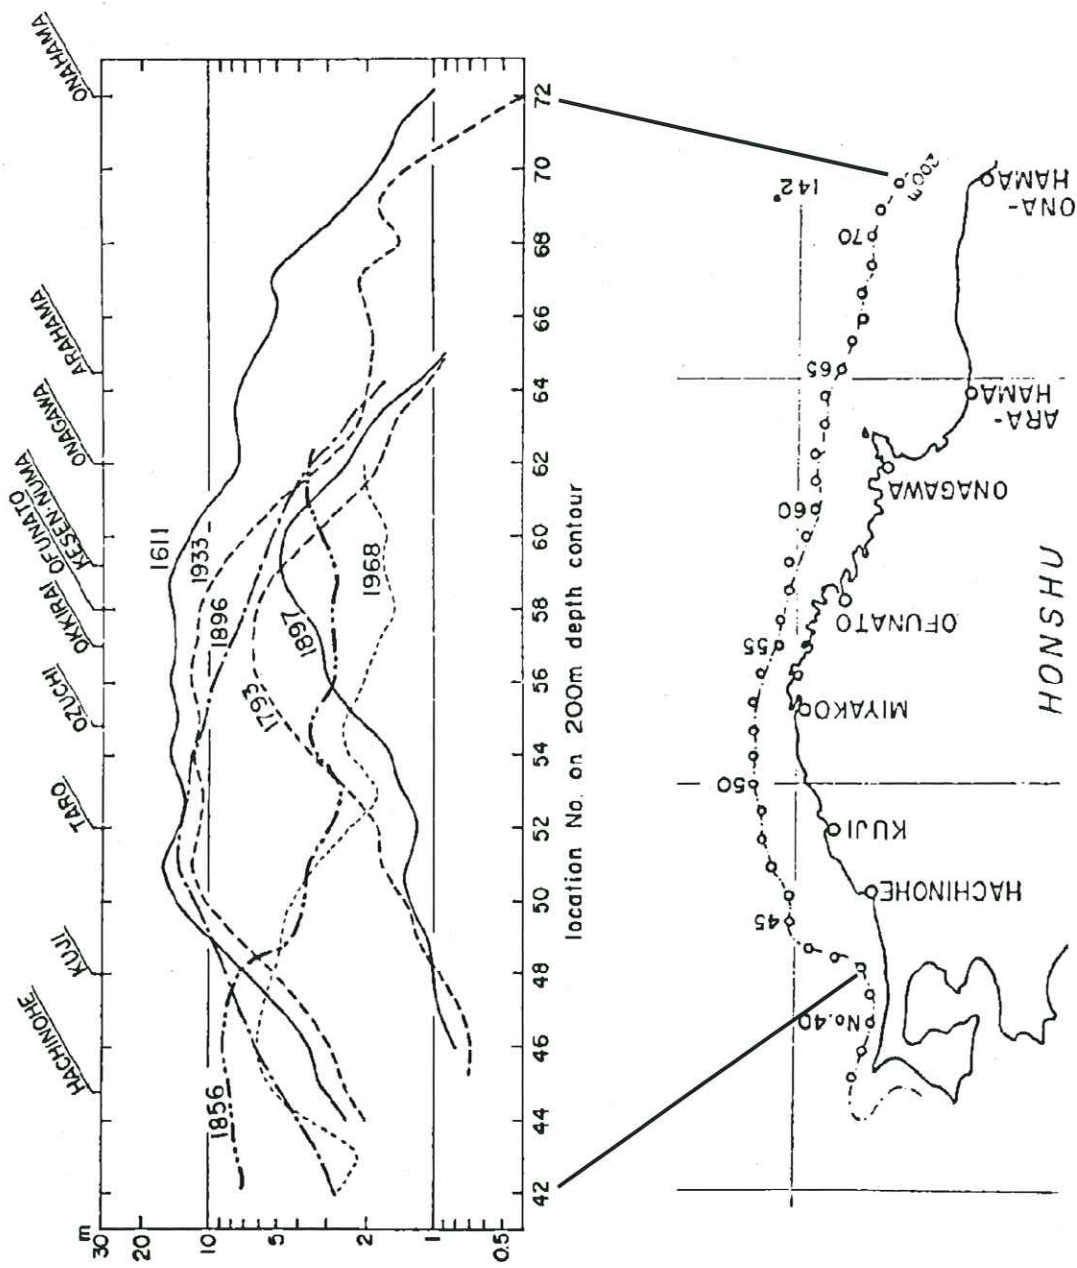 HACHINOHE
KUJI
TARO
OZUCHI
OKKIRAI
OFUNATO
KESEN-NUMA
ONAGAWA
ARAHAMA
ONAHAMA
m
30
20
10
5
2
1
0.5
1856
1611
1933
1896
1793
1897
1968
42
44
46
48
50
52
54
56
58
60
62
64
66
68
70
72
location No. on 200m depth contour
No.40
45
50
55
60
65
70
200m
142°
HACHINOHE
KUJI
MIYAKO
OFUNATO
ONAGAWA
ARA-
HAMA
ONA-
HAMA
HONSHU